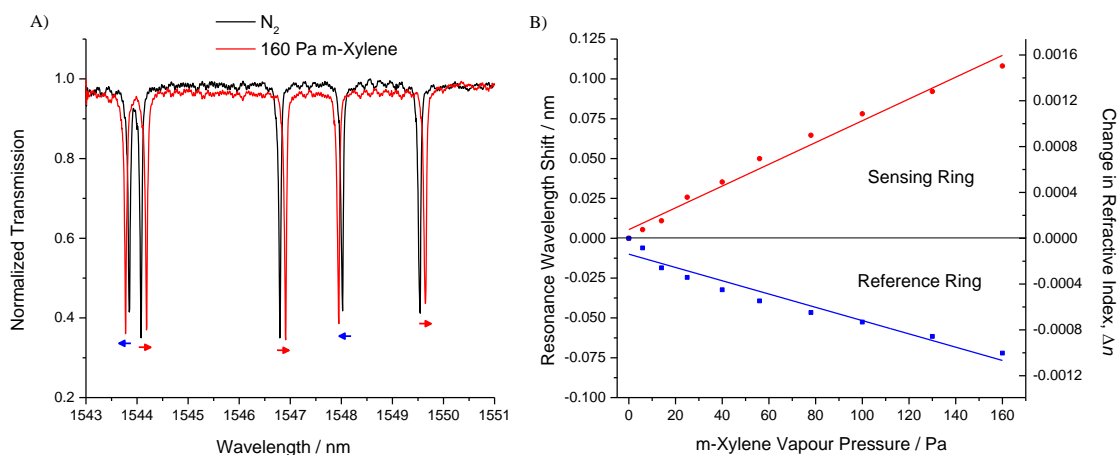 A)
N₂
160 Pa m-Xylene
1.0
0.8
0.6
0.4
0.2
1543 1544 1545 1546 1547 1548 1549 1550 1551
Normalized Transmission
Wavelength / nm
B)
0.125
0.100
0.075
0.050
0.025
0.000
-0.025
-0.050
-0.075
-0.100
Resonance Wavelength Shift / nm
Sensing Ring
Reference Ring
0 20 40 60 80 100 120 140 160
m-Xylene Vapour Pressure / Pa
0.0016
0.0012
0.0008
0.0004
0.0000
-0.0004
-0.0008
-0.0012
Change in Refractive Index, Δn